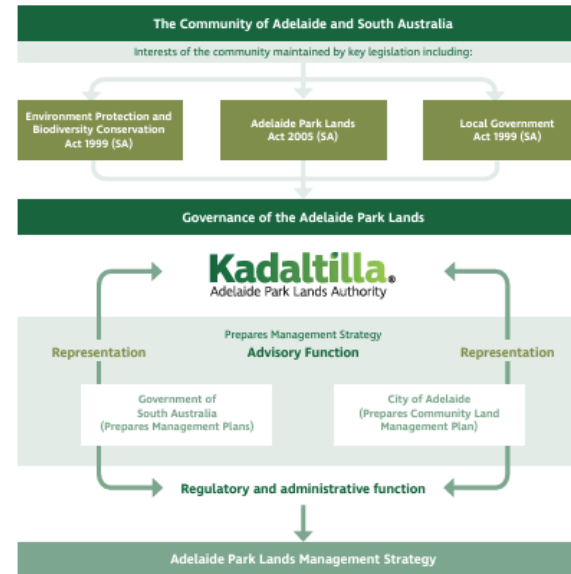 The Community of Adelaide and South Australia
Interests of the community maintained by key legislation including:
Environment Protection and
Biodiversity Conservation
Act 1999 (SA)
Adelaide Park Lands
Act 2005 (SA)
Local Government
Act 1999 (SA)
Governance of the Adelaide Park Lands
Kadaltilla®
Adelaide Park Lands Authority
Prepares Management Strategy
Advisory Function
Representation
Representation
Government of
South Australia
(Prepares Management Plans)
City of Adelaide
(Prepares Community Land
Management Plan)
Regulatory and administrative function
Adelaide Park Lands Management Strategy